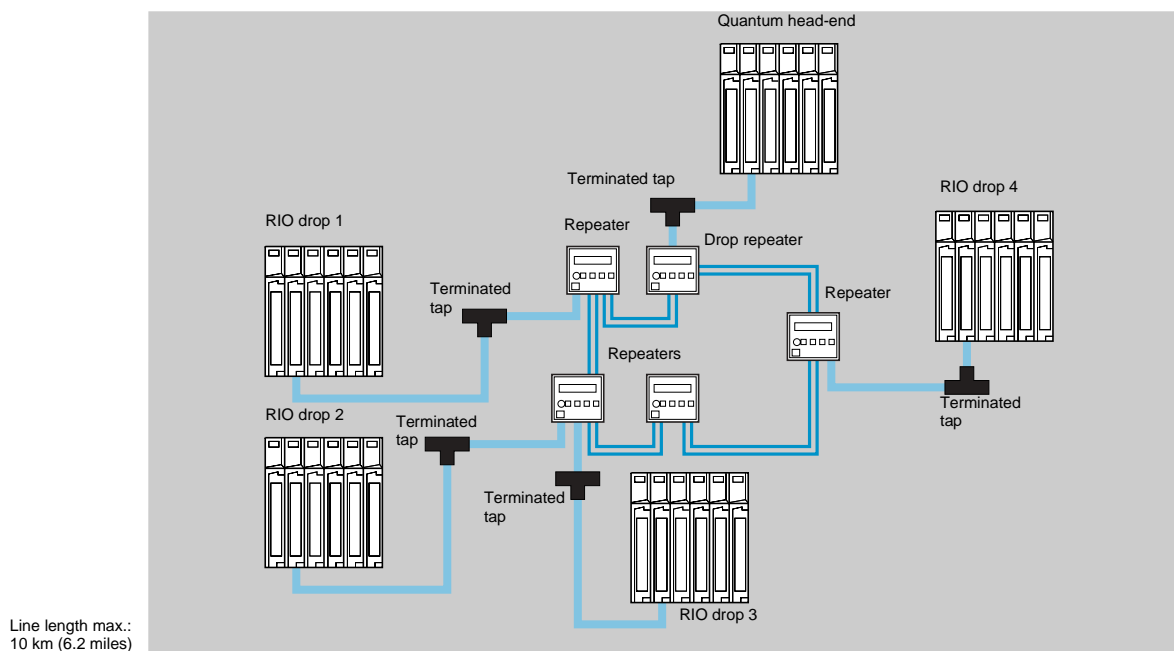 Quantum head-end
Terminated tap
RIO drop 4
RIO drop 1
Repeater
Drop repeater
Terminated
tap
Repeater
Repeaters
RIO drop 2
Terminated
tap
Terminated
tap
Terminated
tap
RIO drop 3
Line length max.:
10 km (6.2 miles)